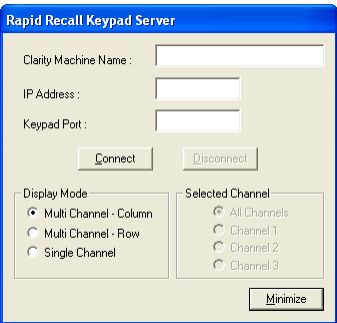 Rapid Recall Keypad Server
Clarity Machine Name :
IP Address :
Keypad Port :
Connect Disconnect
Display Mode
Multi Channel - Column
Multi Channel - Row
Single Channel
Selected Channel
All Channels
Channel 1
Channel 2
Channel 3
Minimize